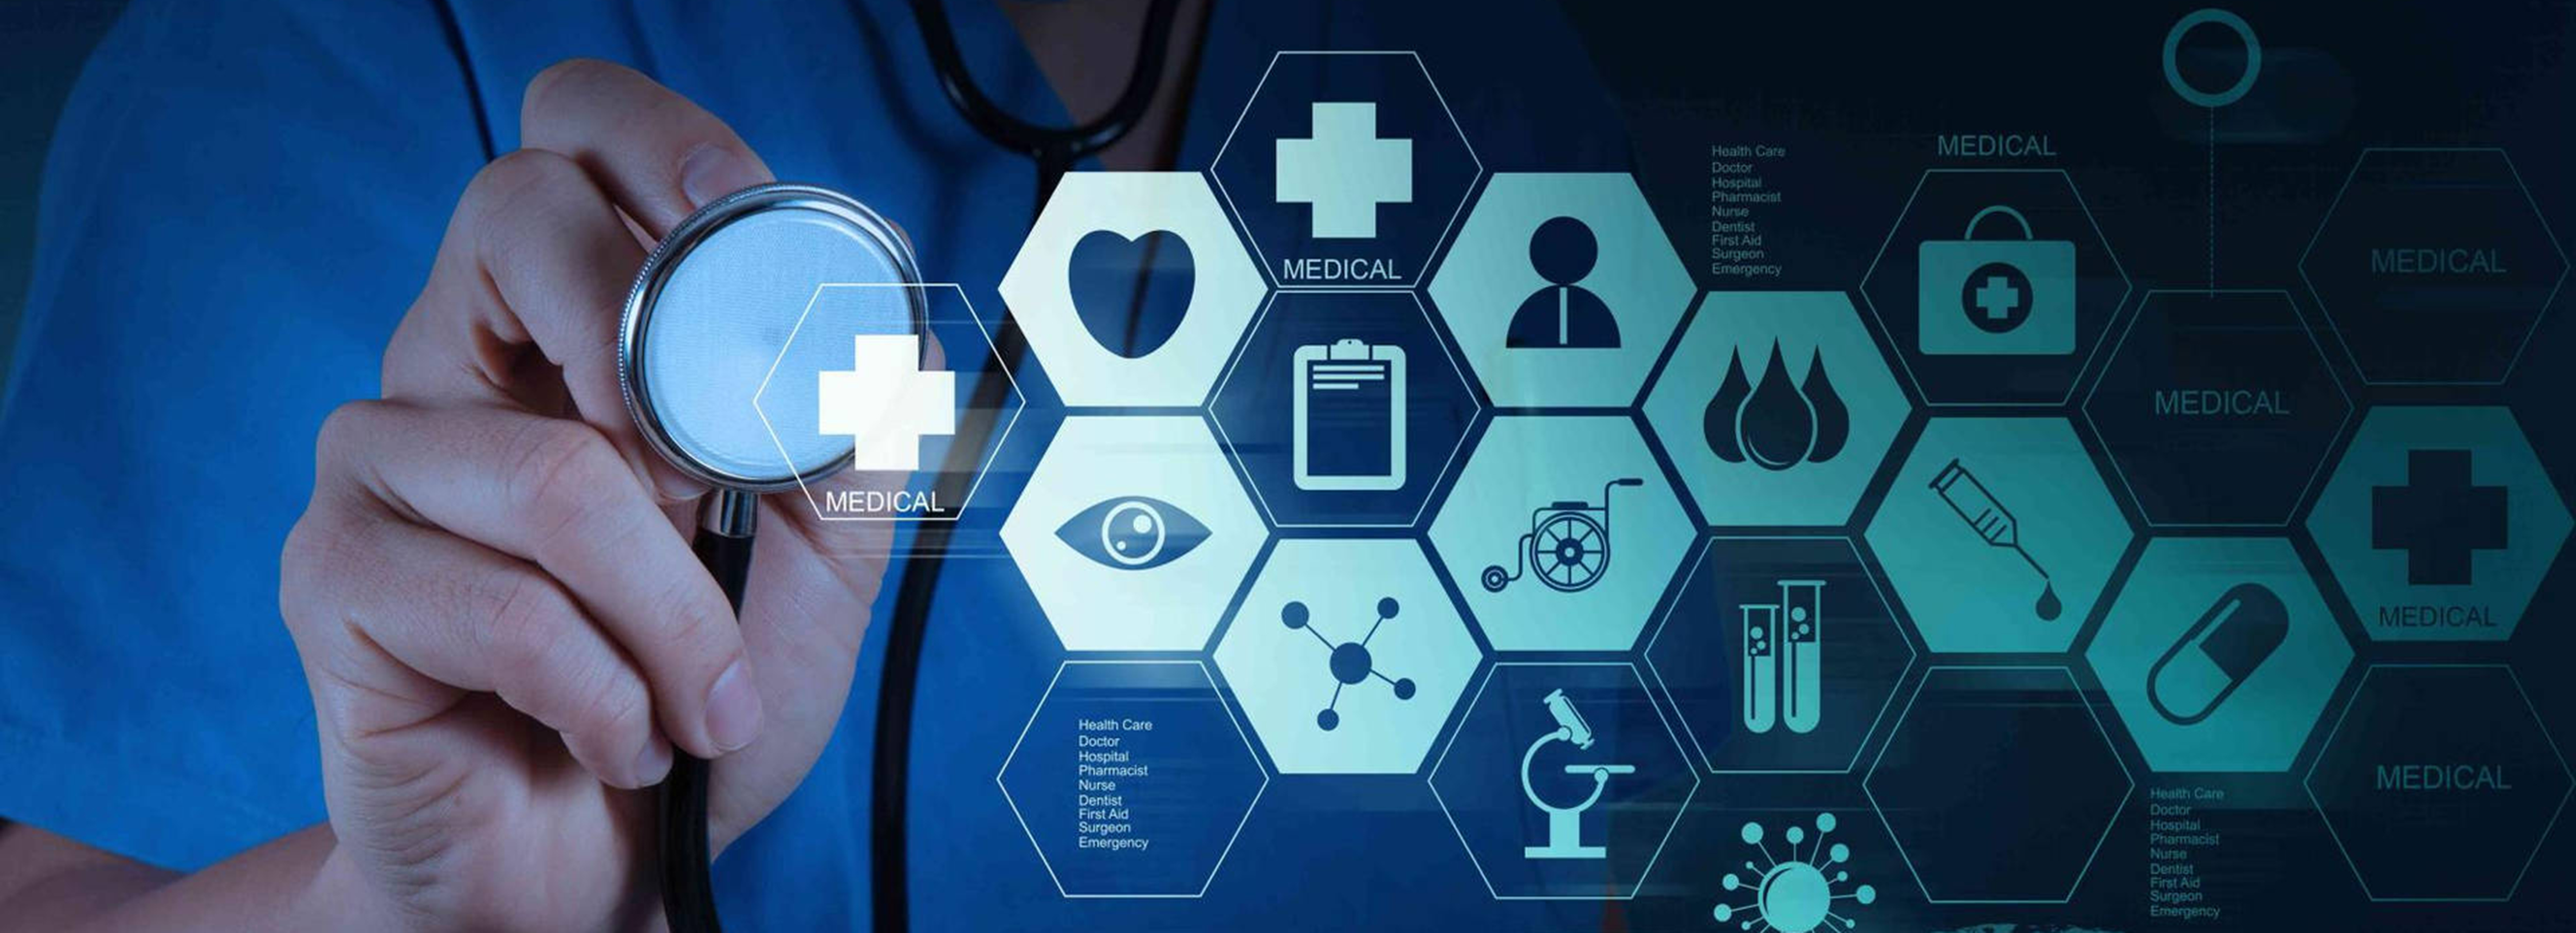 MEDICAL
MEDICAL
Health Care
Doctor
Hospital
Pharmacist
Nurse
Dentist
First Aid
Surgeon
Emergency
Health Care
Doctor
Hospital
Pharmacist
Nurse
Dentist
First Aid
Surgeon
Emergency
MEDICAL
MEDICAL
MEDICAL
MEDICAL
MEDICAL
Health Care
Doctor
Hospital
Pharmacist
Nurse
Dentist
First Aid
Surgeon
Emergency